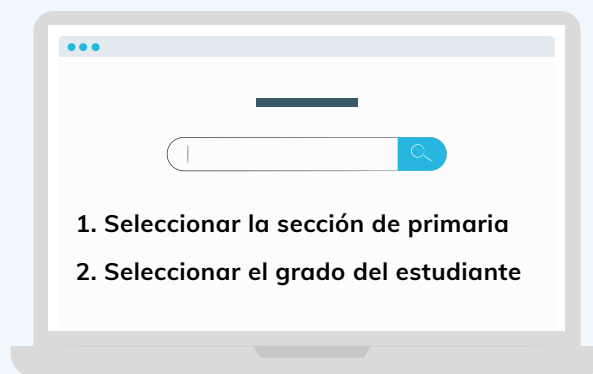 1. Seleccionar la sección de primaria
2. Seleccionar el grado del estudiante